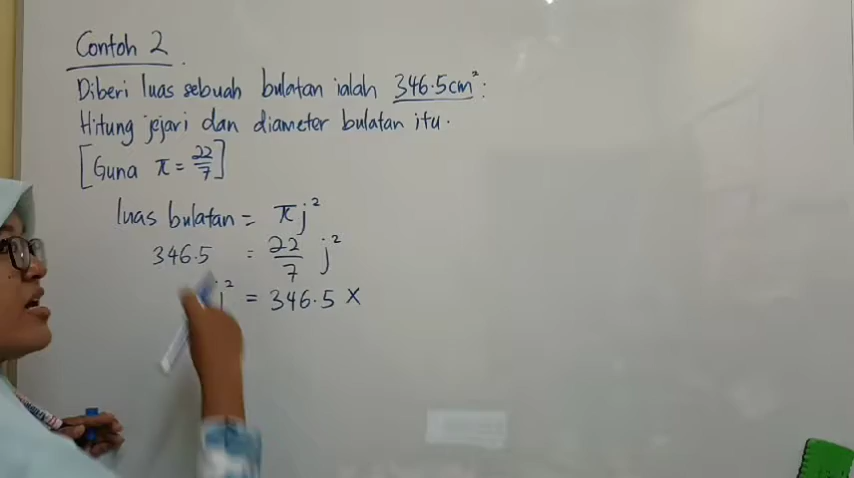 Contoh 2
Diberi luas sebuah bulatan ialah 346.5cm²:
Hitung jejari dan diameter bulatan itu.
[Guna π = 22/7]
luas bulatan = πj²
346.5 = 22/7 j²
j² = 346.5 ×